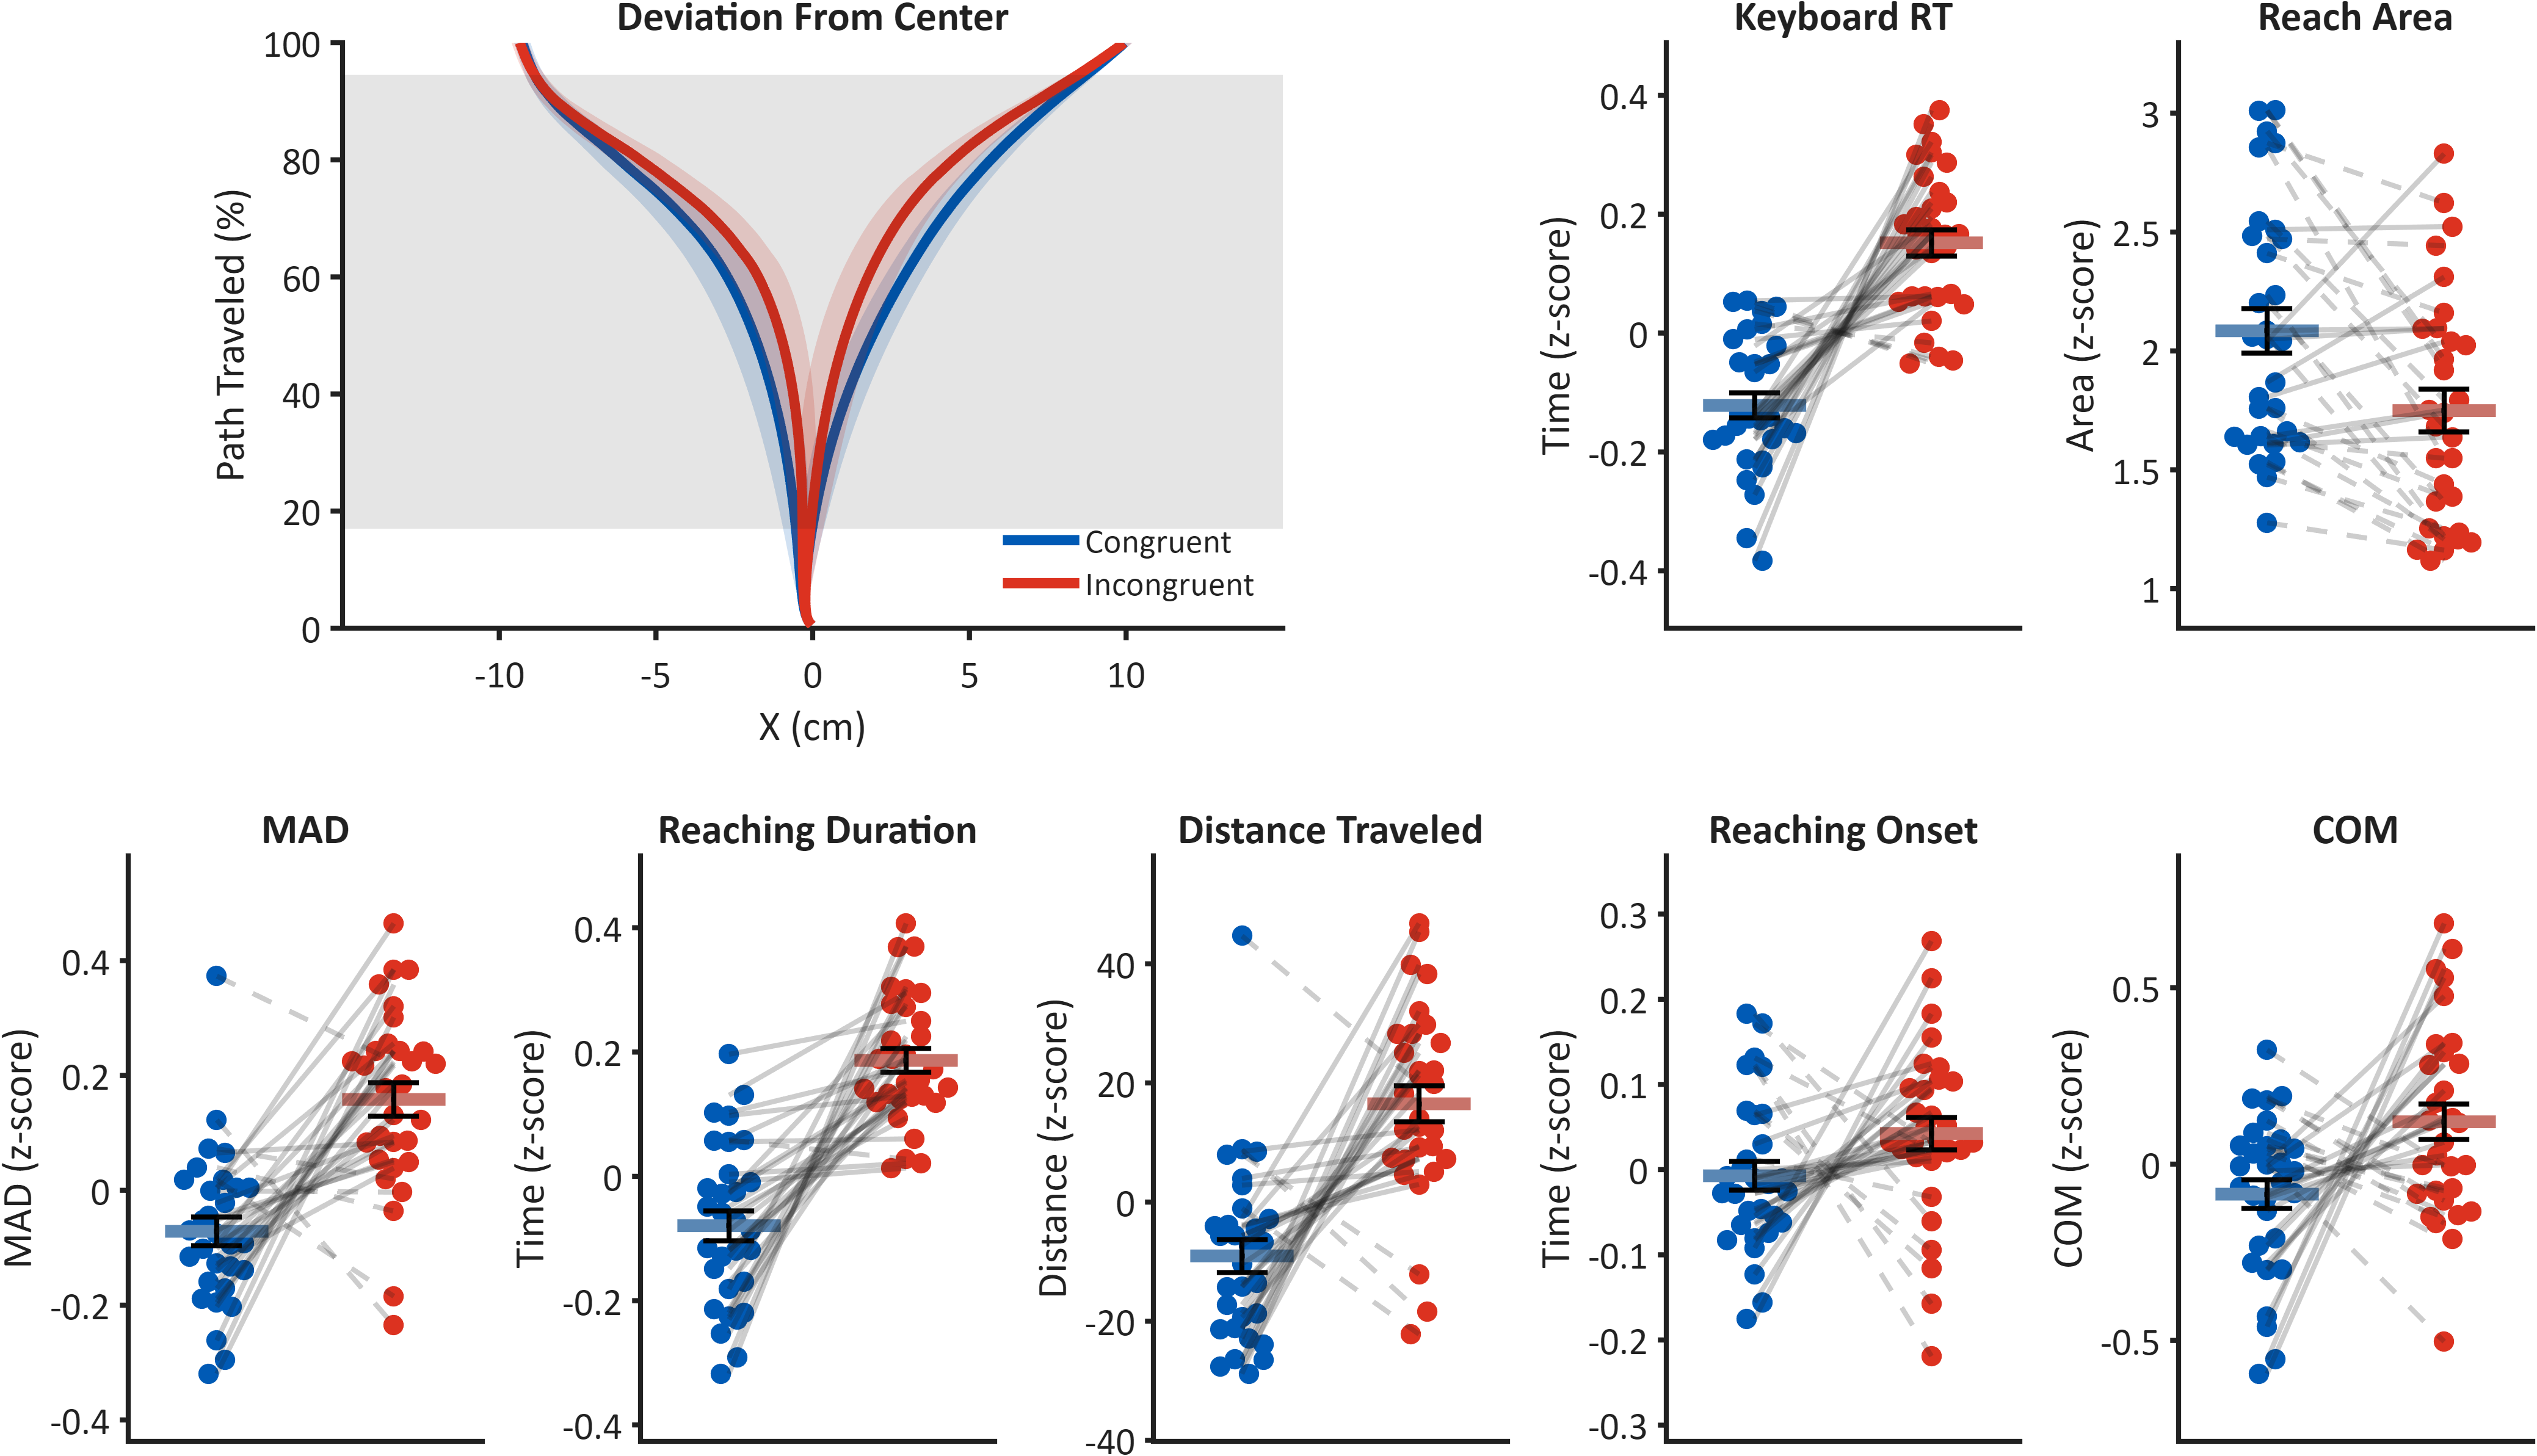 Deviation From Center
100
80
60
40
20
0
Path Traveled (%)
-10 -5 0 5 10
X (cm)
Congruent
Incongruent
Keyboard RT
0.4
0.2
0
-0.2
-0.4
Time (z-score)
Reach Area
3
2.5
2
1.5
1
Area (z-score)
MAD
0.4
0.2
0
-0.2
-0.4
MAD (z-score)
Reaching Duration
0.4
0.2
0
-0.2
-0.4
Time (z-score)
Distance Traveled
40
20
0
-20
-40
Distance (z-score)
Reaching Onset
0.3
0.2
0.1
0
-0.1
-0.2
-0.3
Time (z-score)
COM
0.5
0
-0.5
COM (z-score)